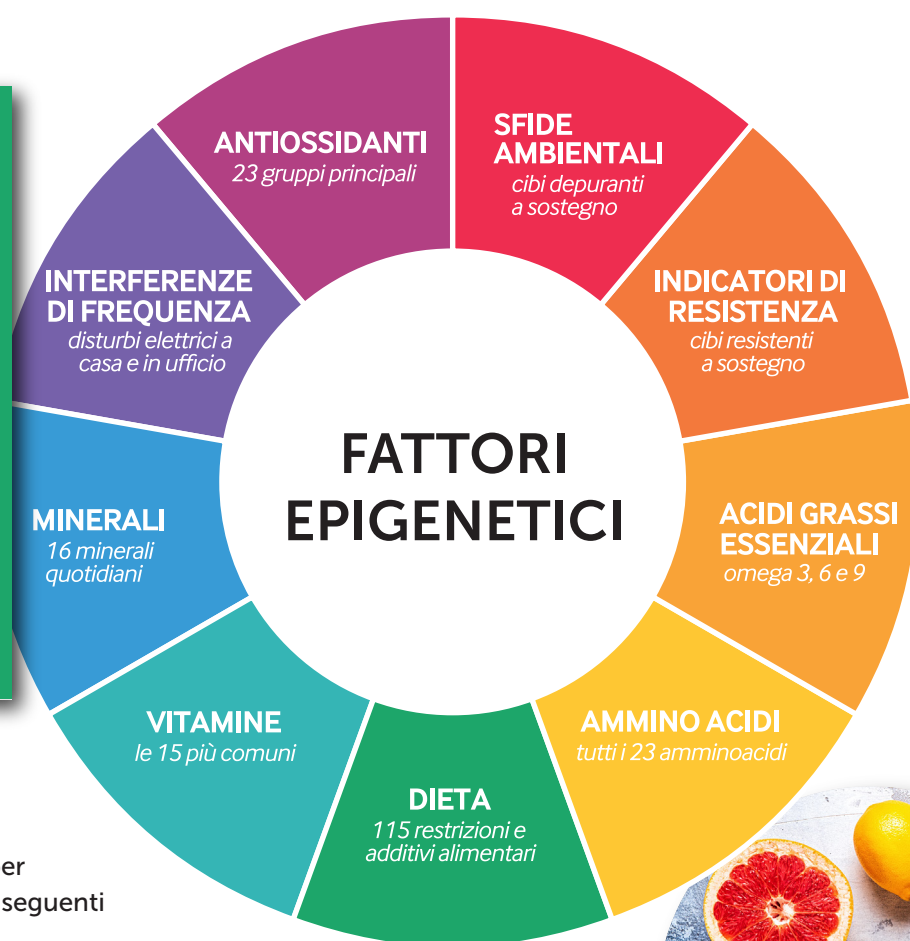 ANTIOSSIDANTI
23 gruppi principali
SFIDE
AMBIENTALI
cibi depuranti
a sostegno
INTERFERENZE
DI FREQUENZA
disturbi elettrici a
casa e in ufficio
INDICATORI DI
RESISTENZA
cibi resistenti
a sostegno
FATTORI
EPIGENETICI
MINERALI
16 minerali
quotidiani
ACIDI GRASSI
ESSENZIALI
omega 3, 6 e 9
VITAMINE
le 15 più comuni
AMMINO ACIDI
tutti i 23 amminoacidi
DIETA
115 restrizioni e
additivi alimentari
per
seguenti